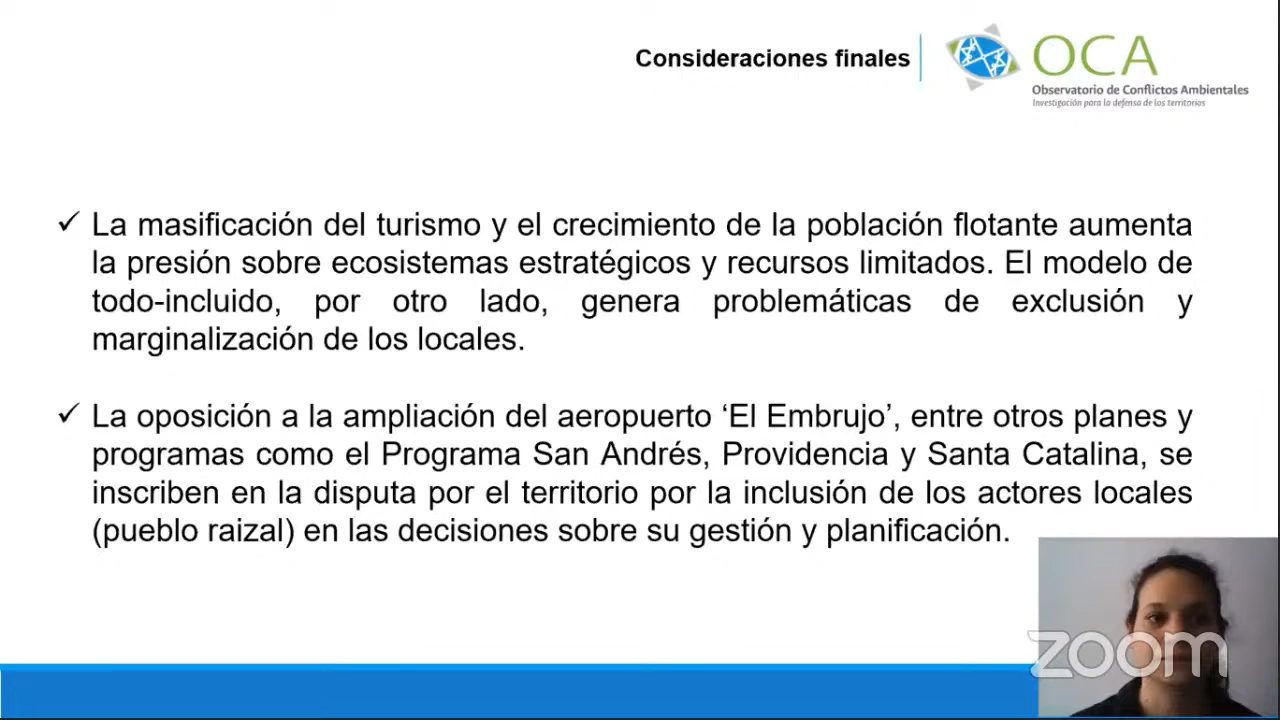 Consideraciones finales
OCA
Observatorio de Conflictos Ambientales
Investigación para la defensa de los territorios
✓ La masificación del turismo y el crecimiento de la población flotante aumenta
la presión sobre ecosistemas estratégicos y recursos limitados. El modelo de
todo-incluido, por otro lado, genera problemáticas de exclusión y
marginalización de los locales.
✓ La oposición a la ampliación del aeropuerto ‘El Embrujo’, entre otros planes y
programas como el Programa San Andrés, Providencia y Santa Catalina, se
inscriben en la disputa por el territorio por la inclusión de los actores locales
(pueblo raizal) en las decisiones sobre su gestión y planificación.
zoom